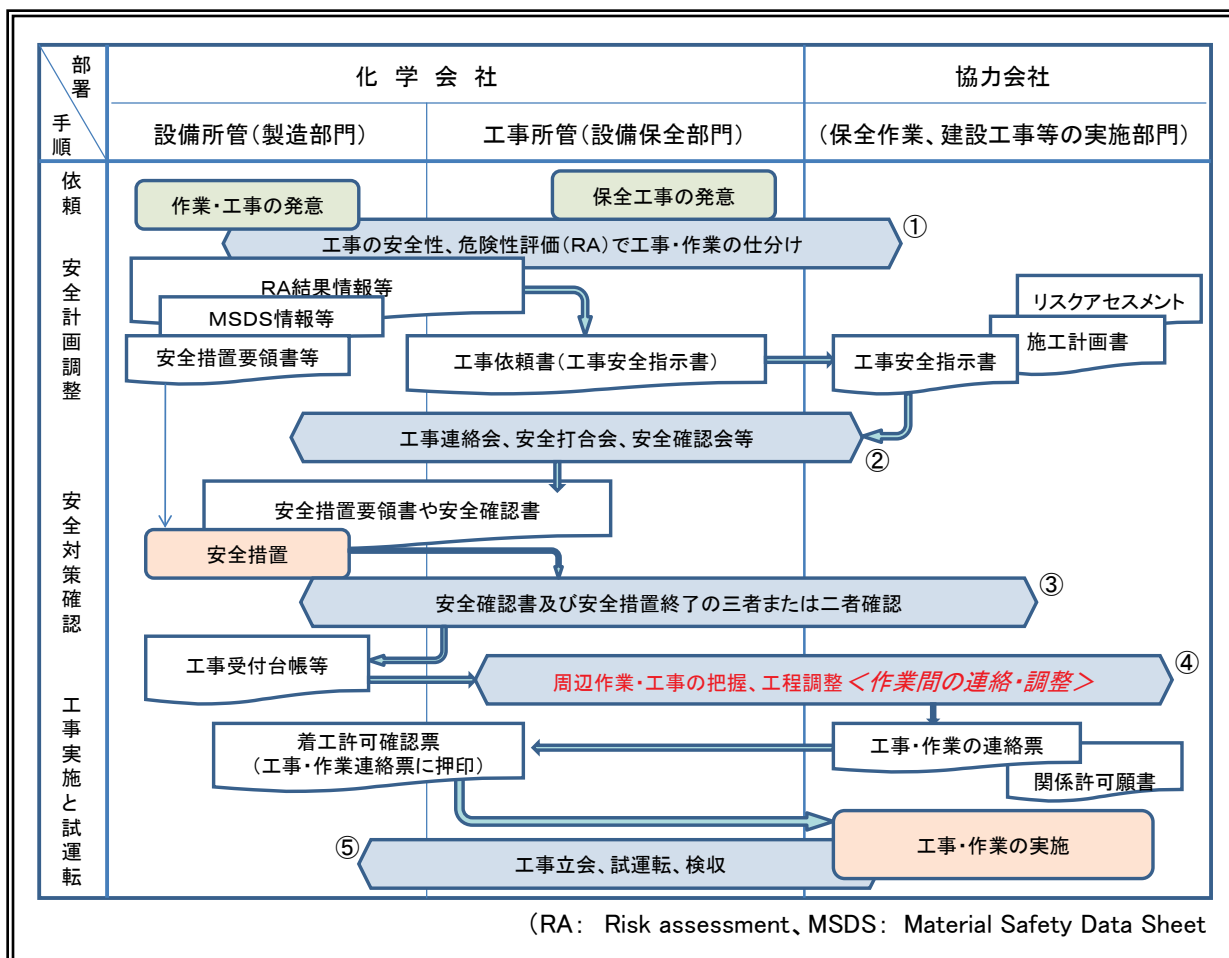 部署
手順
化 学 会 社
協力会社
設備所管(製造部門)
工事所管(設備保全部門)
(保全作業、建設工事等の実施部門)
依頼
作業・工事の発意
保全工事の発意
①
工事の安全性、危険性評価(RA)で工事・作業の仕分け
安全計画調整
RA結果情報等
MSDS情報等
安全措置要領書等
工事依頼書(工事安全指示書)
工事安全指示書
リスクアセスメント
施工計画書
工事連絡会、安全打合会、安全確認会等
②
安全対策確認
安全措置要領書や安全確認書
安全措置
③
安全確認書及び安全措置終了の三者または二者確認
工事受付台帳等
④
周辺作業・工事の把握、工程調整<作業間の連絡・調整>
工事実施と試運転
着工許可確認票
(工事・作業連絡票に押印)
工事・作業の連絡票
関係許可願書
工事・作業の実施
⑤
工事立会、試運転、検収
(RA: Risk assessment、MSDS: Material Safety Data Sheet